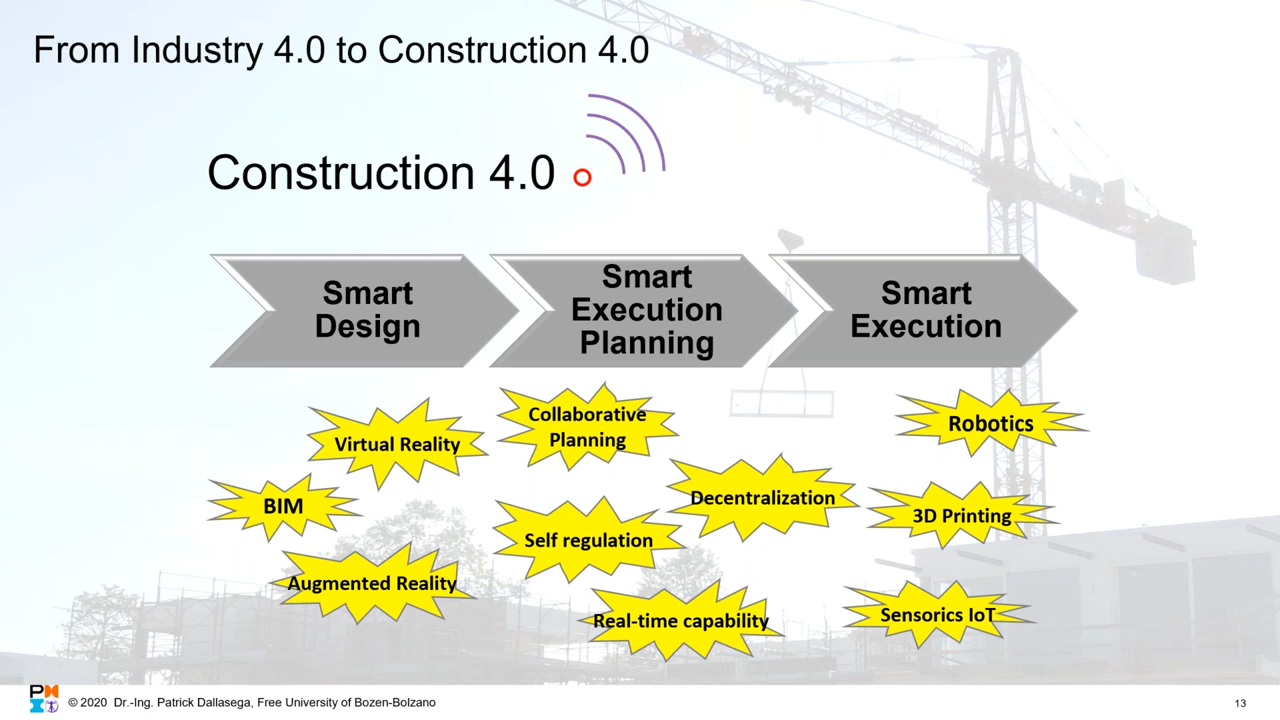 From Industry 4.0 to Construction 4.0
Construction 4.0
Smart
Design
Smart
Execution
Planning
Smart
Execution
Virtual Reality
BIM
Augmented Reality
Collaborative
Planning
Decentralization
Self regulation
Real-time capability
Robotics
3D Printing
Sensorics IoT
© 2020 Dr.-Ing. Patrick Dallasega, Free University of Bozen-Bolzano
13